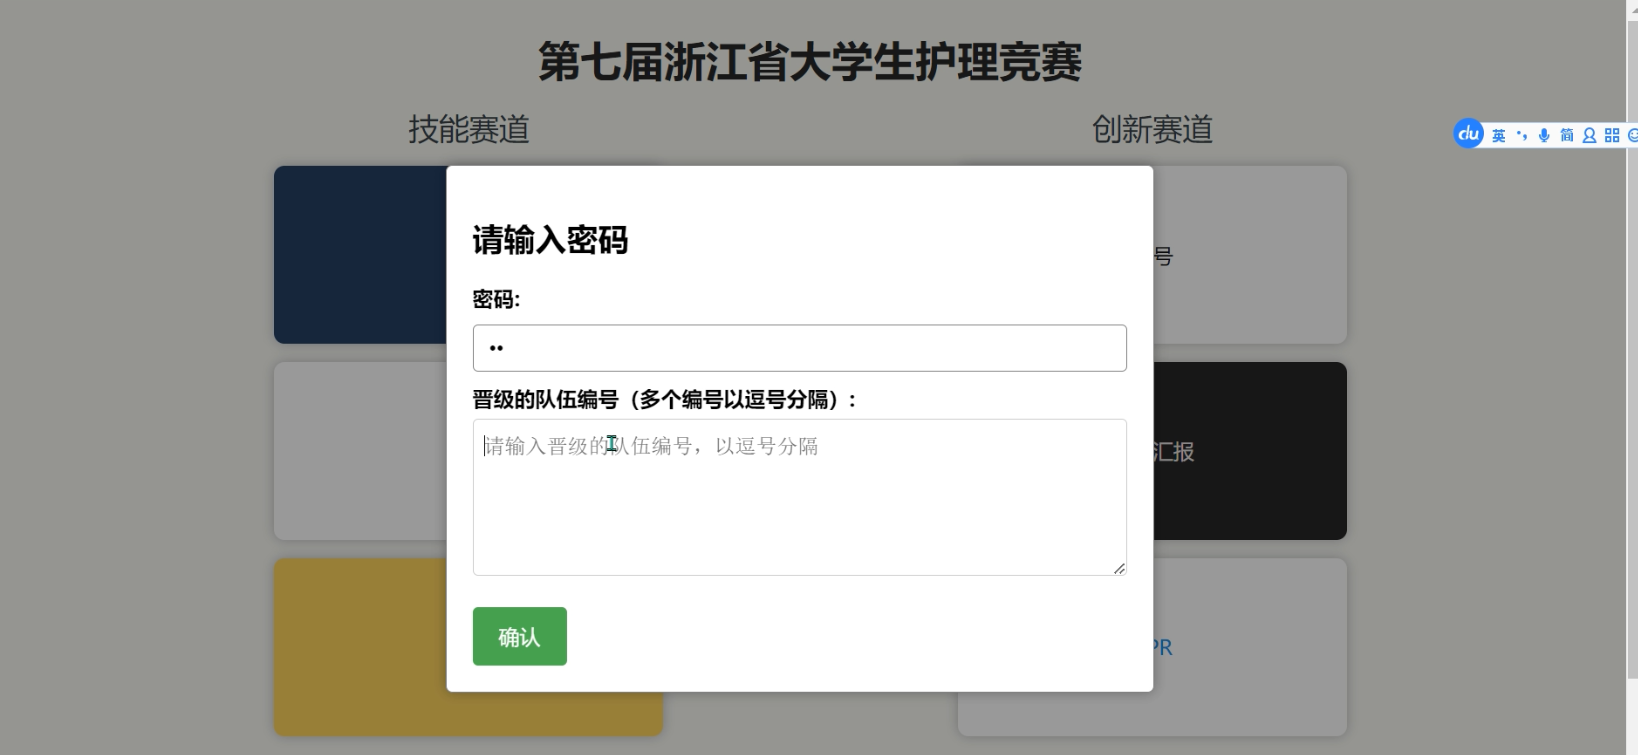 第七届浙江省大学生护理竞赛
技能赛道
创新赛道
du 英 简
请输入密码
号
密码:
••
晋级的队伍编号（多个编号以逗号分隔）:
请输入晋级的队伍编号，以逗号分隔
汇报
确认
PR